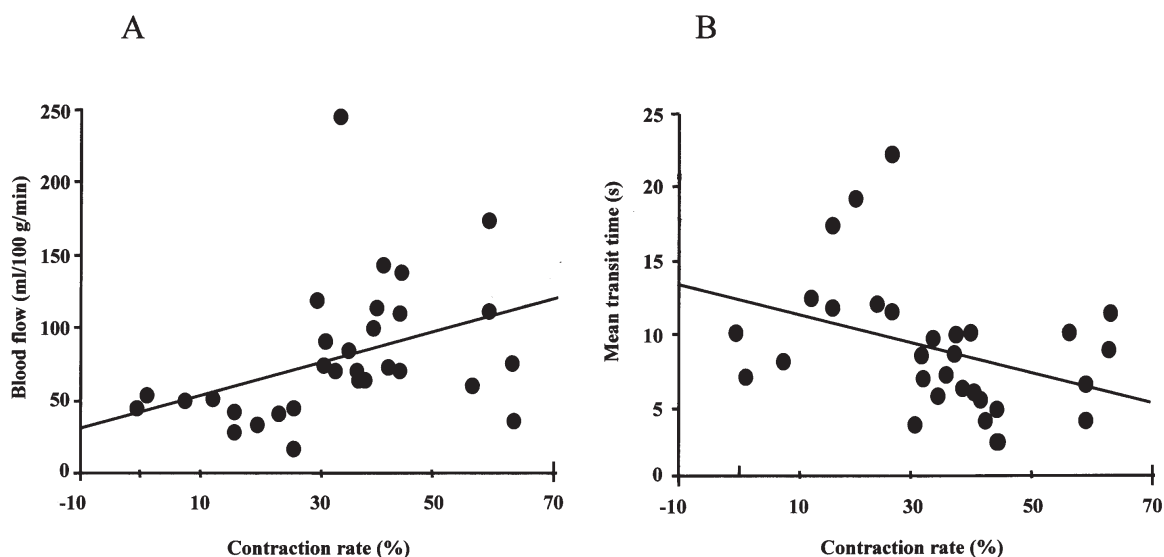 A
B
250
200
150
100
50
0
Blood flow (ml/100 g/min)
-10 10 30 50 70
Contraction rate (%)
25
20
15
10
5
0
Mean transit time (s)
-10 10 30 50 70
Contraction rate (%)